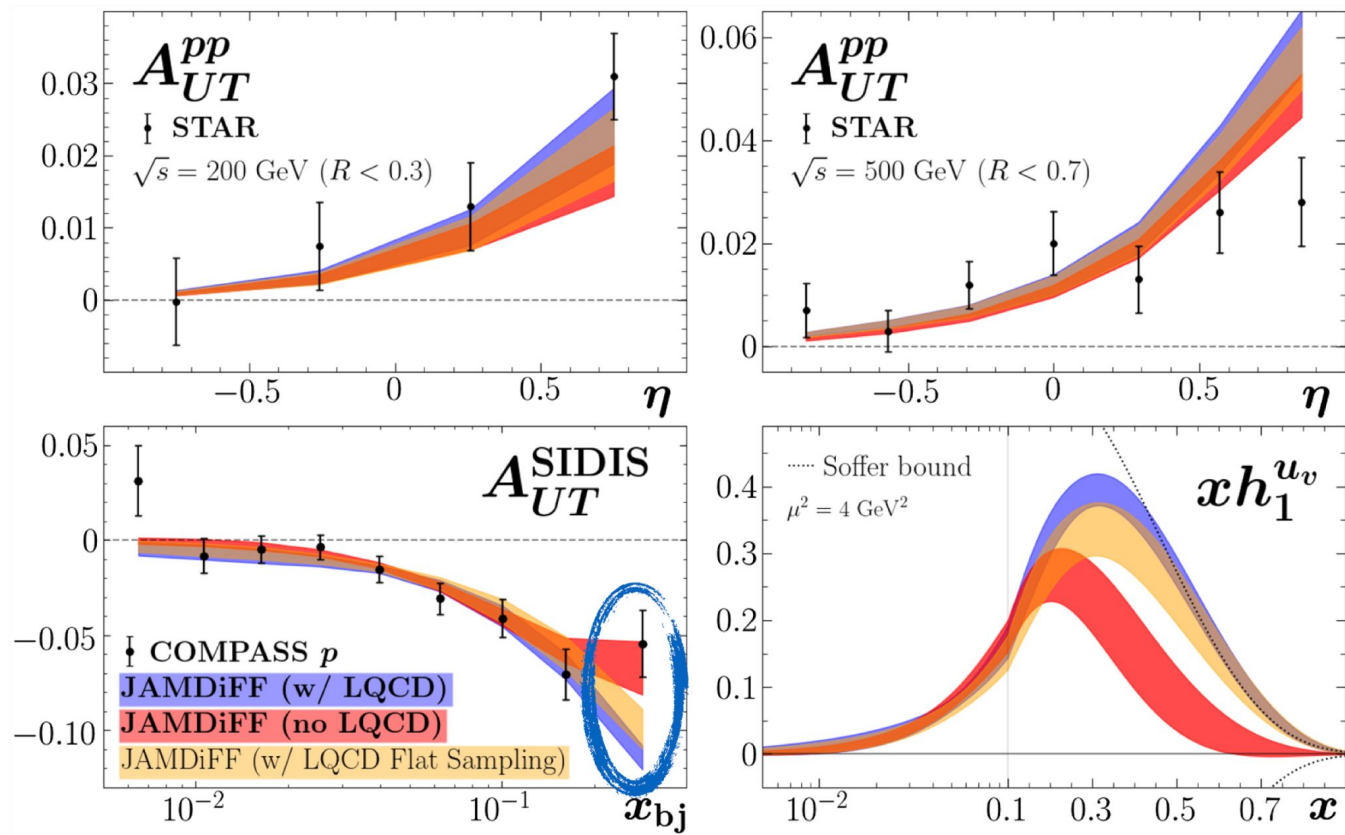 A_{UT}^{pp}
STAR
√s = 200 GeV (R < 0.3)
0.03
0.02
0.01
0
−0.5
0
0.5
η
A_{UT}^{pp}
STAR
√s = 500 GeV (R < 0.7)
0.06
0.04
0.02
0
−0.5
0
0.5
η
0.05
0
−0.05
−0.10
A_{UT}^{SIDIS}
COMPASS p
JAMDiFF (w/ LQCD)
JAMDiFF (no LQCD)
JAMDiFF (w/ LQCD Flat Sampling)
10^{−2}
10^{−1}
x_{bj}
Soffer bound
μ² = 4 GeV²
xh_1^{u_v}
0.4
0.3
0.2
0.1
0
10^{−2}
0.1
0.3
0.5
0.7
x